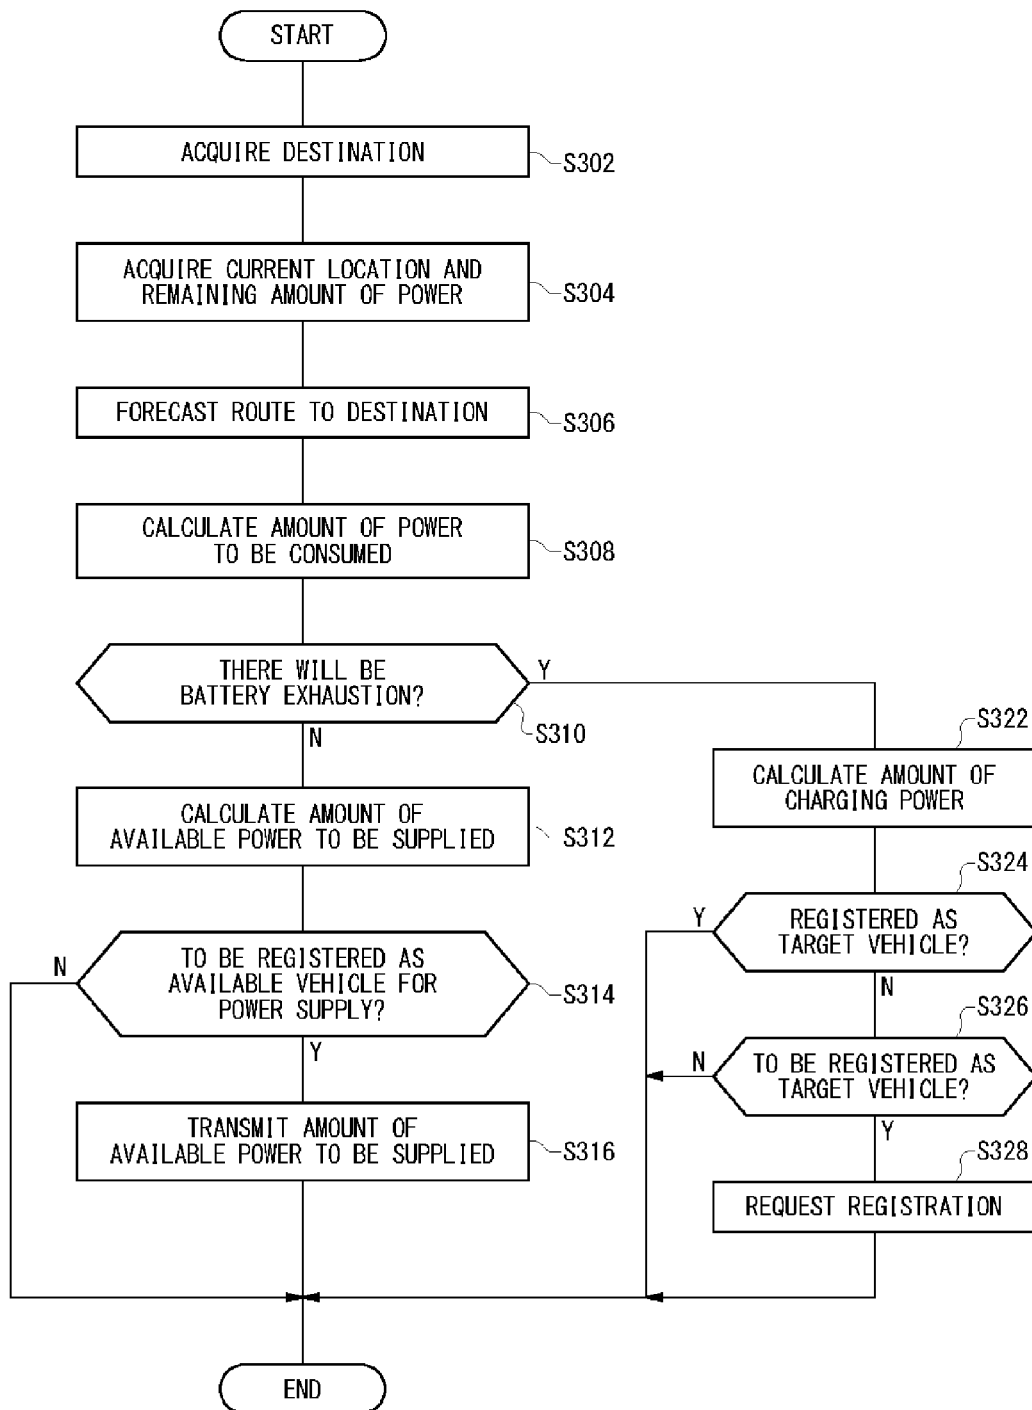 START
ACQUIRE DESTINATION
S302
ACQUIRE CURRENT LOCATION AND
REMAINING AMOUNT OF POWER
S304
FORECAST ROUTE TO DESTINATION
S306
CALCULATE AMOUNT OF POWER
TO BE CONSUMED
S308
THERE WILL BE
BATTERY EXHAUSTION?
Y
S310
N
S322
CALCULATE AMOUNT OF
CHARGING POWER
CALCULATE AMOUNT OF
AVAILABLE POWER TO BE SUPPLIED
S312
S324
Y
REGISTERED AS
TARGET VEHICLE?
N
N
TO BE REGISTERED AS
AVAILABLE VEHICLE FOR
POWER SUPPLY?
S314
Y
S326
N
TO BE REGISTERED AS
TARGET VEHICLE?
Y
TRANSMIT AMOUNT OF
AVAILABLE POWER TO BE SUPPLIED
S316
S328
REQUEST REGISTRATION
END